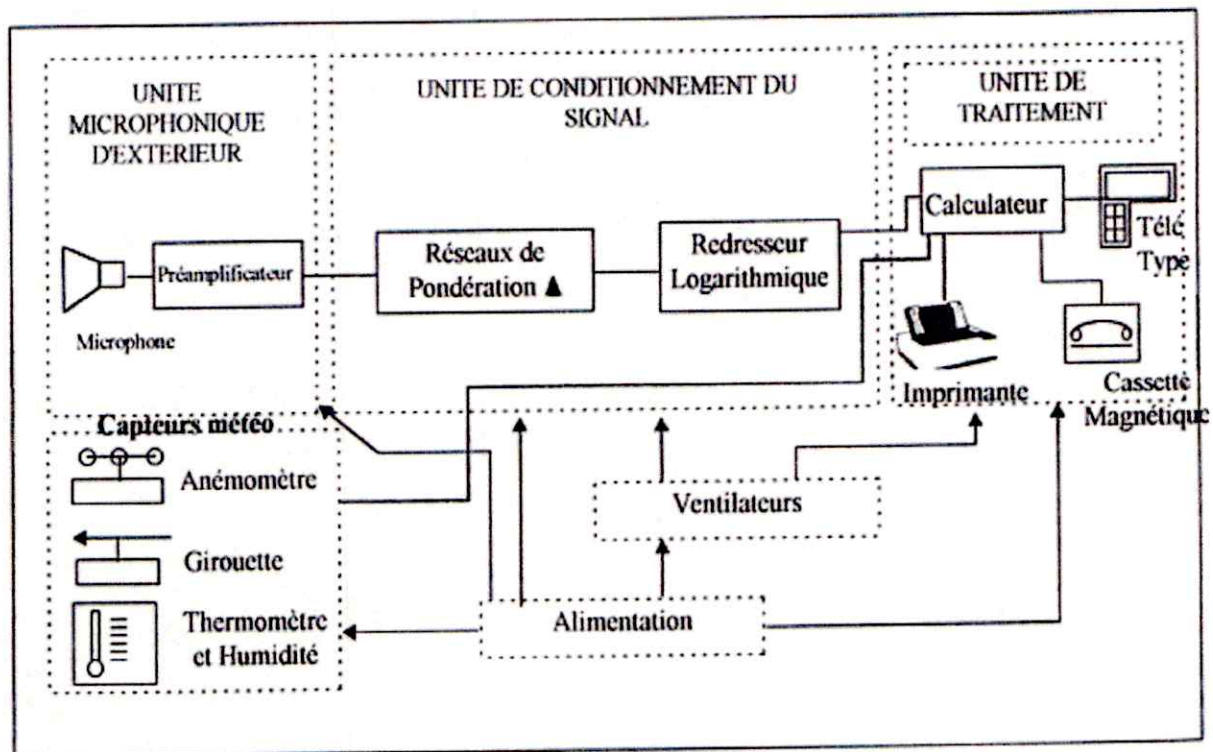 UNITE
MICROPHONIQUE
D'EXTERIEUR
UNITE DE CONDITIONNEMENT DU
SIGNAL
UNITE DE
TRAITEMENT
Microphone
Préamplificateur
Réseaux de
Pondération ▲
Redresseur
Logarithmique
Calculateur
Télé
Type
Imprimante
Cassette
Magnétique
Capteurs météo
Anémomètre
Girouette
Thermomètre
et Humidité
Ventilateurs
Alimentation